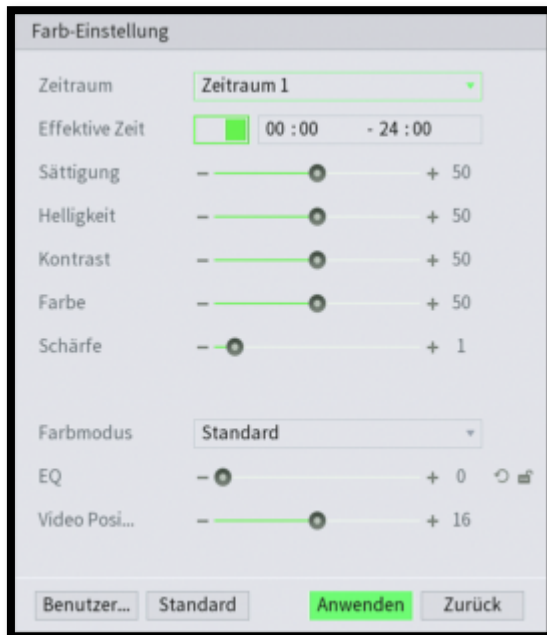 Farb-Einstellung
Zeitraum Zeitraum 1
Effektive Zeit 00 : 00 - 24 : 00
Sättigung - + 50
Helligkeit - + 50
Kontrast - + 50
Farbe - + 50
Schärfe - + 1
Farbmodus Standard
EQ - + 0
Video Posi... - + 16
Benutzer... Standard Anwenden Zurück